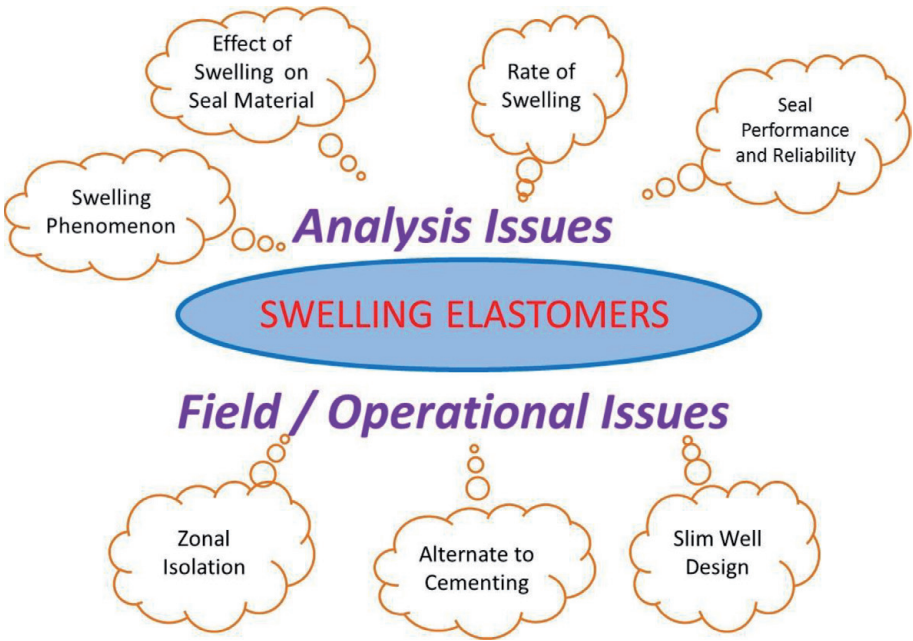 Effect of
Swelling on
Seal Material
Rate of
Swelling
Seal
Performance
and Reliability
Swelling
Phenomenon
Analysis Issues
SWELLING ELASTOMERS
Field / Operational Issues
Zonal
Isolation
Alternate to
Cementing
Slim Well
Design